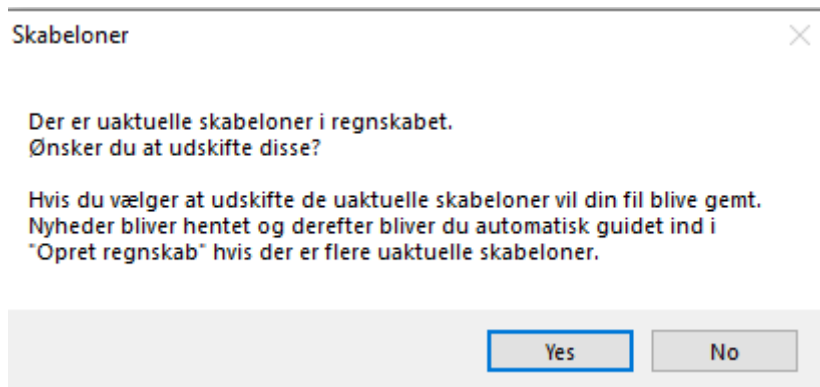 Skabeloner
Der er uaktuelle skabeloner i regnskabet.
Ønsker du at udskifte disse?
Hvis du vælger at udskifte de uaktuelle skabeloner vil din fil blive gemt.
Nyheder bliver hentet og derefter bliver du automatisk guidet ind i
"Opret regnskab" hvis der er flere uaktuelle skabeloner.
Yes
No